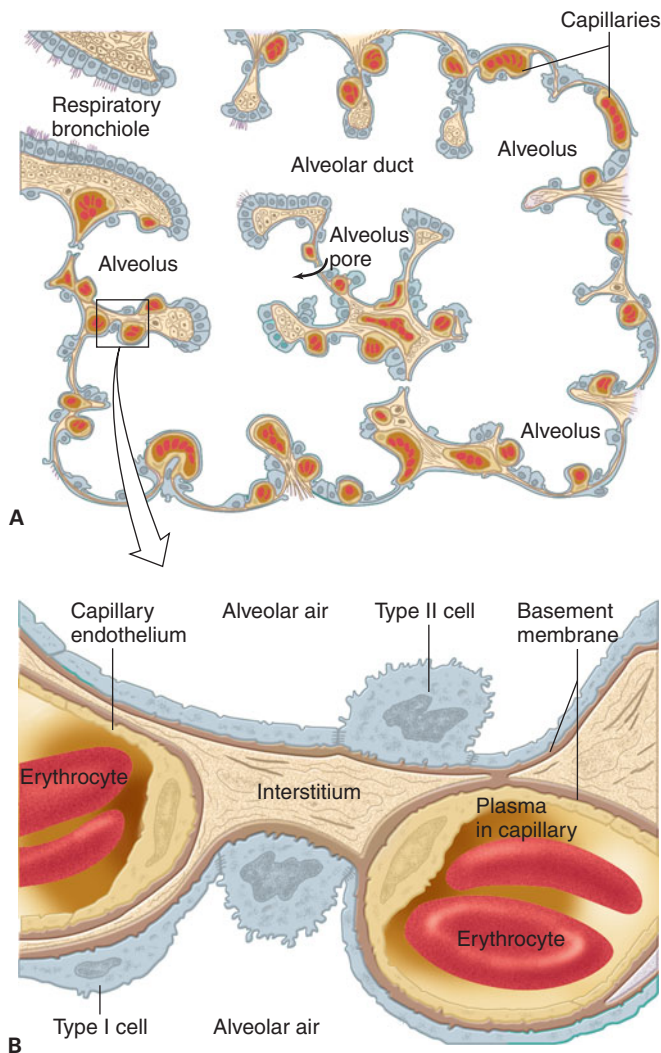 Capillaries
Respiratory
bronchiole
Alveolar duct
Alveolus
Alveolus
Alveolus
pore
Alveolus
A
Capillary
endothelium
Alveolar air
Type II cell
Basement
membrane
Erythrocyte
Interstitium
Plasma
in capillary
Erythrocyte
Type I cell
Alveolar air
B